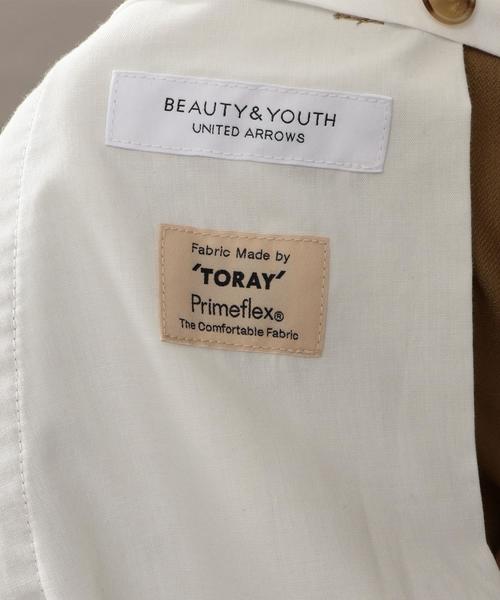 BEAUTY&YOUTH
UNITED ARROWS
Fabric Made by
'TORAY'
Primeflex®
The Comfortable Fabric